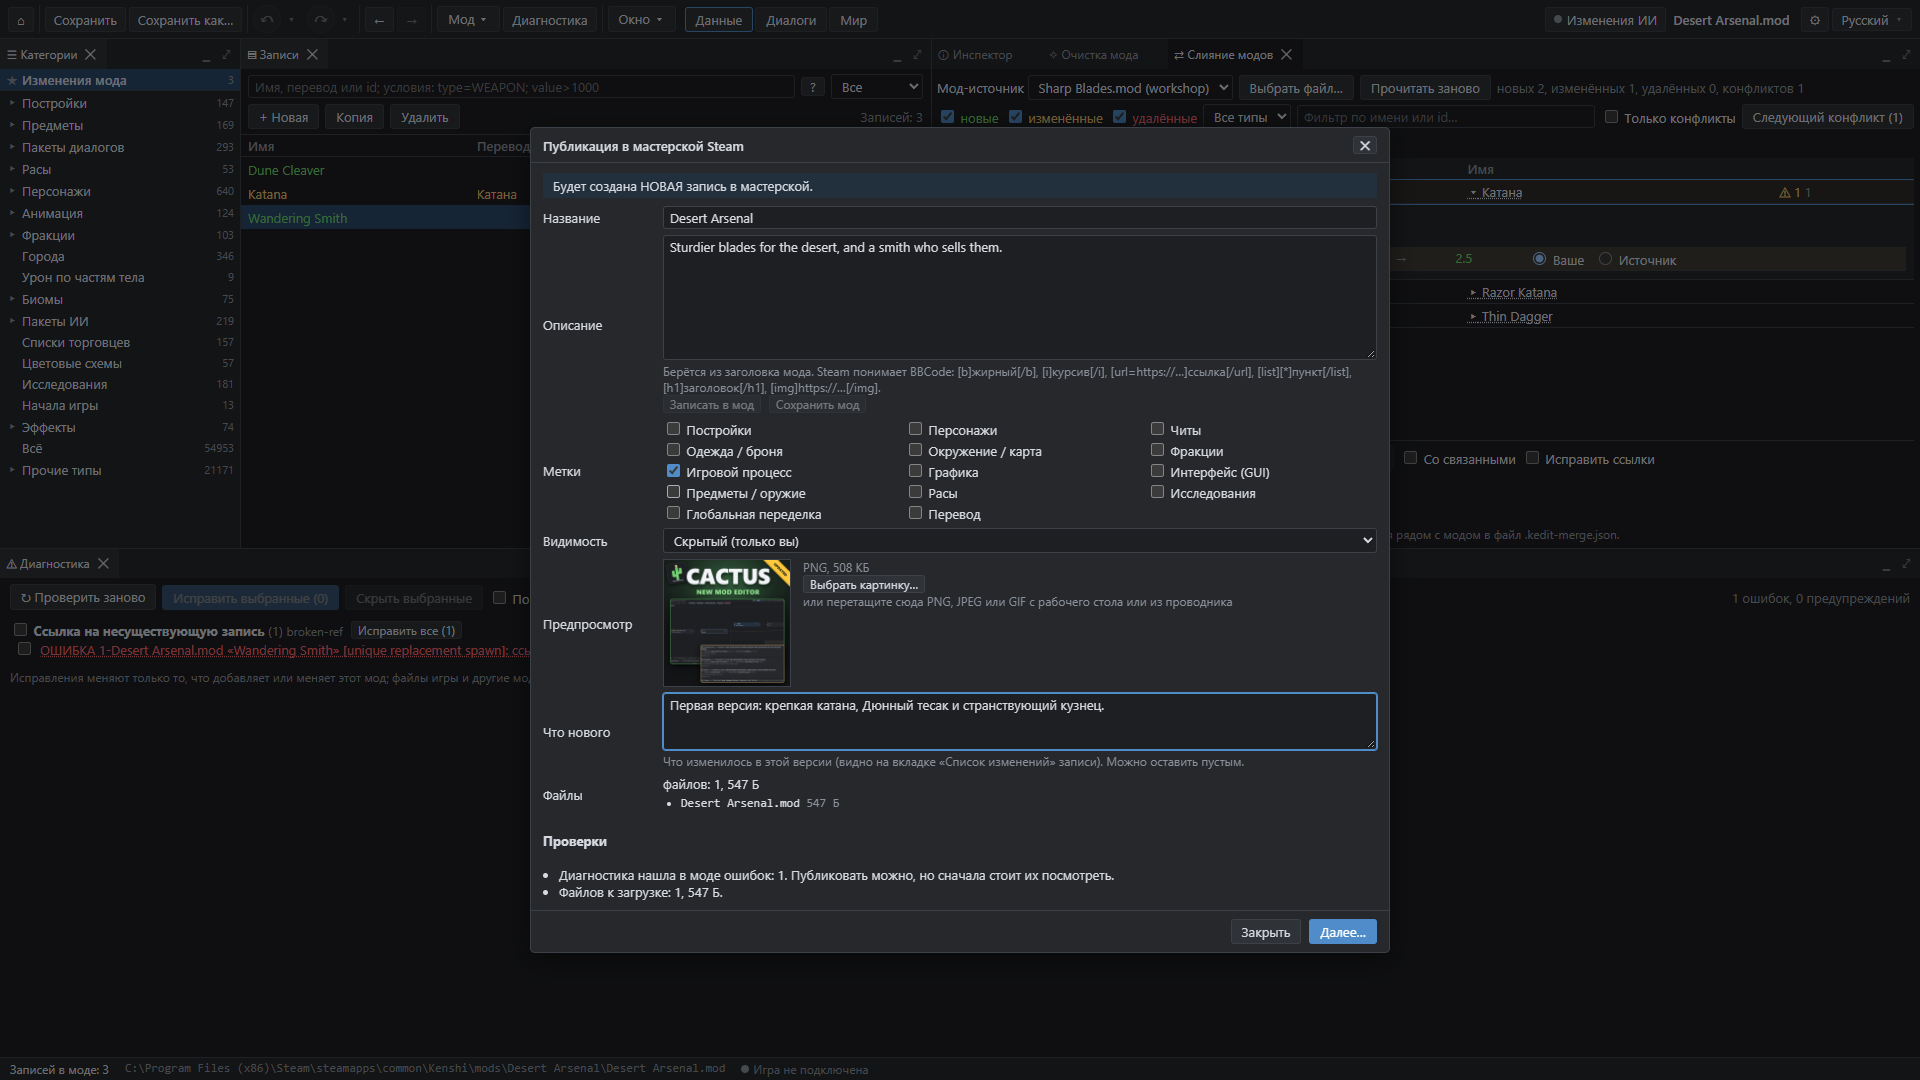 Сохранить Сохранить как... Мод Диагностика Окно Данные Диалоги Мир Изменения ИИ Desert Arsenal.mod Русский
Категории Записи Инспектор Очистка мода Слияние модов
Изменения мода 3
Постройки 147
Предметы 169
Пакеты диалогов 293
Расы 53
Персонажи 640
Анимация 124
Фракции 103
Города 346
Урон по частям тела 9
Биомы 75
Пакеты ИИ 219
Списки торговцев 157
Цветовые схемы 57
Исследования 181
Начала игры 13
Эффекты 74
Всё 54953
Прочие типы 21171
Имя, перевод или id; условия: type=WEAPON; value>1000 ? Все
+ Новая Копия Удалить Записей: 3
Имя Перевод
Dune Cleaver
Katana Катана
Wandering Smith
Мод-источник Sharp Blades.mod (workshop) Выбрать файл... Прочитать заново новых 2, изменённых 1, удалённых 0, конфликтов 1
новые изменённые удалённые Все типы Фильтр по имени или id... Только конфликты Следующий конфликт (1)
Имя
Катана 1 1
→ 2.5 Ваше Источник
Razor Katana
Thin Dagger
Со связанными Исправить ссылки
рядом с модом в файл .kedit-merge.json.
Публикация в мастерской Steam
Будет создана НОВАЯ запись в мастерской.
Название Desert Arsenal
Описание Sturdier blades for the desert, and a smith who sells them.
Берётся из заголовка мода. Steam понимает BBCode: [b]жирный[/b], [i]курсив[/i], [url=https://...]ссылка[/url], [list][*]пункт[/list],
[h1]заголовок[/h1], [img]https://...[/img].
Записать в мод Сохранить мод
Метки
Постройки Персонажи Читы
Одежда / броня Окружение / карта Фракции
Игровой процесс Графика Интерфейс (GUI)
Предметы / оружие Расы Исследования
Глобальная переделка Перевод
Видимость Скрытый (только вы)
Предпросмотр
CACTUS
NEW MOD EDITOR
PNG, 508 КБ
Выбрать картинку...
или перетащите сюда PNG, JPEG или GIF с рабочего стола или из проводника
Что нового Первая версия: крепкая катана, Дюнный тесак и странствующий кузнец.
Что изменилось в этой версии (видно на вкладке «Список изменений» записи). Можно оставить пустым.
Файлы файлов: 1, 547 Б
• Desert Arsenal.mod 547 Б
Проверки
• Диагностика нашла в моде ошибок: 1. Публиковать можно, но сначала стоит их посмотреть.
• Файлов к загрузке: 1, 547 Б.
Закрыть Далее...
Диагностика
Проверить заново Исправить выбранные (0) Скрыть выбранные По 1 ошибок, 0 предупреждений
Ссылка на несуществующую запись (1) broken-ref Исправить все (1)
ОШИБКА 1-Desert Arsenal.mod «Wandering Smith» [unique replacement spawn]: ссы
Исправления меняют только то, что добавляет или меняет этот мод; файлы игры и другие мо
Записей в моде: 3 C:\Program Files (x86)\Steam\steamapps\common\Kenshi\mods\Desert Arsenal\Desert Arsenal.mod Игра не подключена